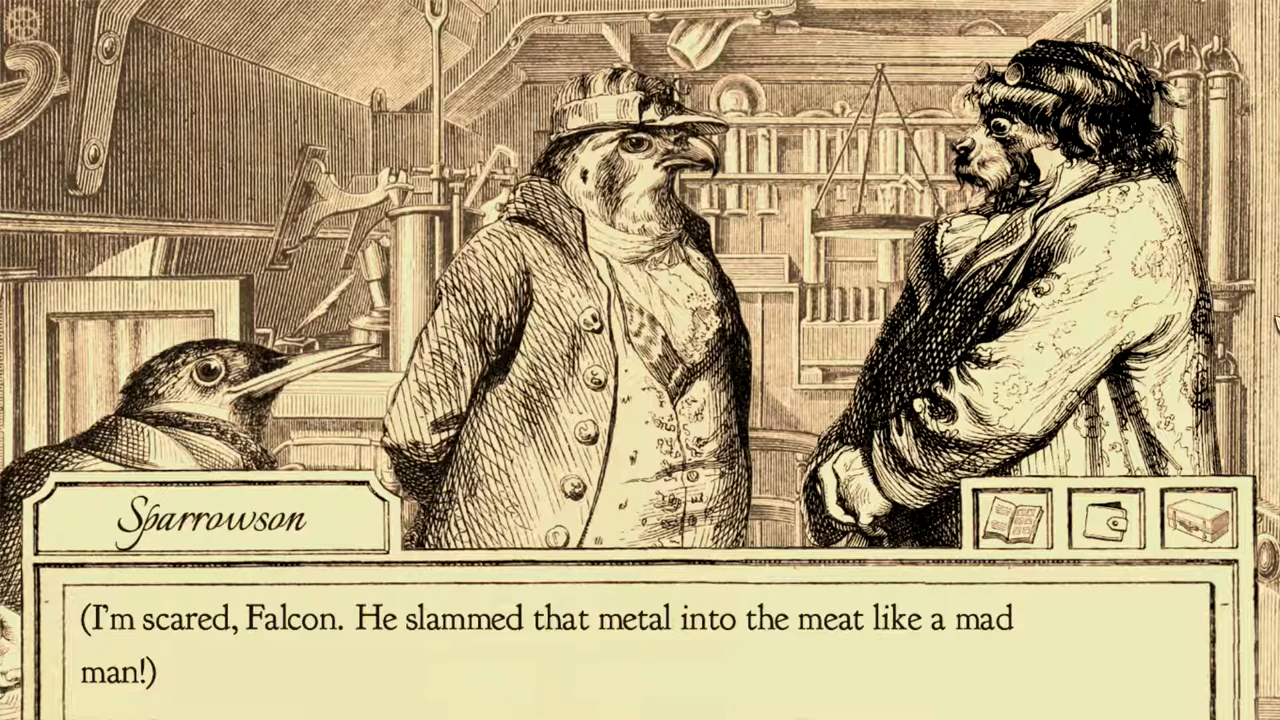 Sparrowson
(I'm scared, Falcon. He slammed that metal into the meat like a mad
man!)